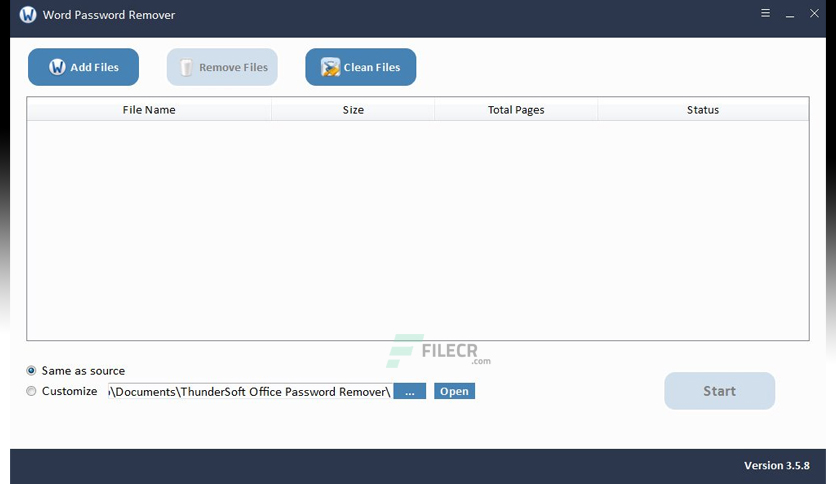 Word Password Remover
Add Files
Remove Files
Clean Files
File Name Size Total Pages Status
FILECR
.com
Same as source
Customize \Documents\ThunderSoft Office Password Remover\ ... Open
Start
Version 3.5.8